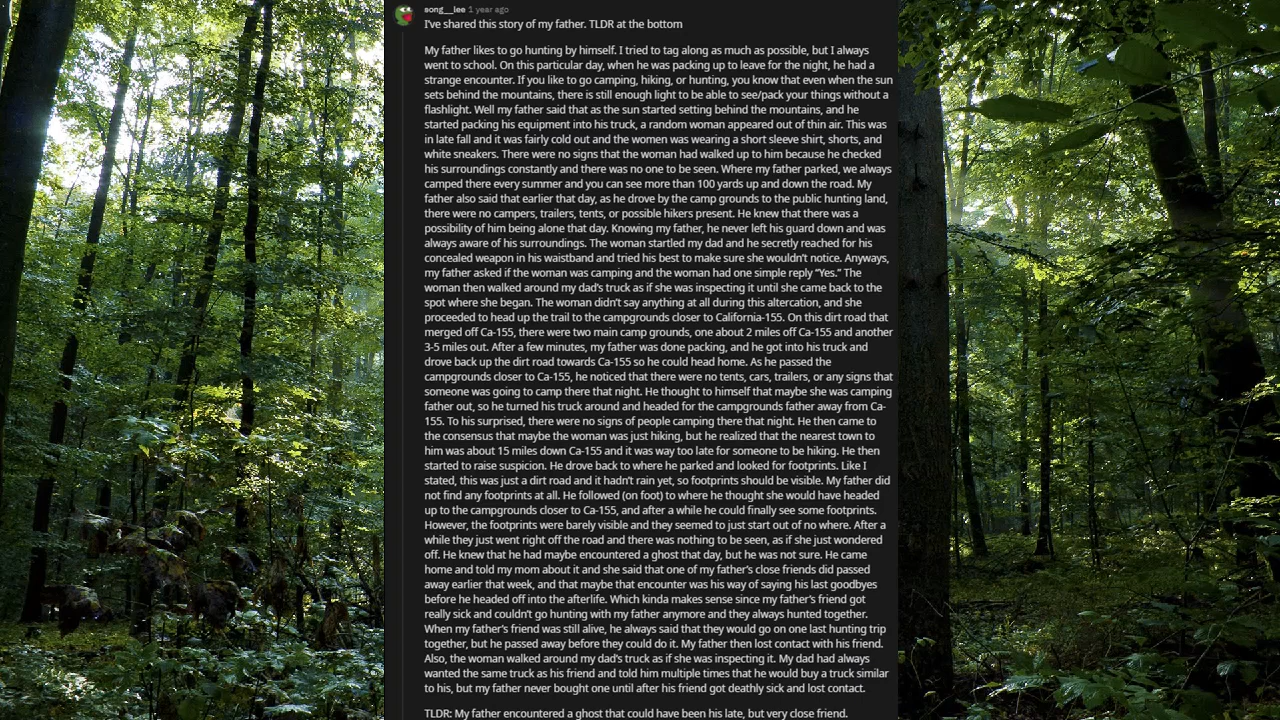 song__lee 1 year ago
I've shared this story of my father. TLDR at the bottom
My father likes to go hunting by himself. I tried to tag along as much as possible, but I always
went to school. On this particular day, when he was packing up to leave for the night, he had a
strange encounter. If you like to go camping, hiking, or hunting, you know that even when the sun
sets behind the mountains, there is still enough light to be able to see/pack your things without a
flashlight. Well my father said that as the sun started setting behind the mountains, and he
started packing his equipment into his truck, a random woman appeared out of thin air. This was
in late fall and it was fairly cold out and the women was wearing a short sleeve shirt, shorts, and
white sneakers. There were no signs that the woman had walked up to him because he checked
his surroundings constantly and there was no one to be seen. Where my father parked, we always
camped there every summer and you can see more than 100 yards up and down the road. My
father also said that earlier that day, as he drove by the camp grounds to the public hunting land,
there were no campers, trailers, tents, or possible hikers present. He knew that there was a
possibility of him being alone that day. Knowing my father, he never left his guard down and was
always aware of his surroundings. The woman startled my dad and he secretly reached for his
concealed weapon in his waistband and tried his best to make sure she wouldn't notice. Anyways,
my father asked if the woman was camping and the woman had one simple reply “Yes.” The
woman then walked around my dad's truck as if she was inspecting it until she came back to the
spot where she began. The woman didn't say anything at all during this altercation, and she
proceeded to head up the trail to the campgrounds closer to California-155. On this dirt road that
merged off Ca-155, there were two main camp grounds, one about 2 miles off Ca-155 and another
3-5 miles out. After a few minutes, my father was done packing, and he got into his truck and
drove back up the dirt road towards Ca-155 so he could head home. As he passed the
campgrounds closer to Ca-155, he noticed that there were no tents, cars, trailers, or any signs that
someone was going to camp there that night. He thought to himself that maybe she was camping
father out, so he turned his truck around and headed for the campgrounds father away from Ca-
155. To his surprised, there were no signs of people camping there that night. He then came to
the consensus that maybe the woman was just hiking, but he realized that the nearest town to
him was about 15 miles down Ca-155 and it was way too late for someone to be hiking. He then
started to raise suspicion. He drove back to where he parked and looked for footprints. Like I
stated, this was just a dirt road and it hadn't rain yet, so footprints should be visible. My father did
not find any footprints at all. He followed (on foot) to where he thought she would have headed
up to the campgrounds closer to Ca-155, and after a while he could finally see some footprints.
However, the footprints were barely visible and they seemed to just start out of no where. After a
while they just went right off the road and there was nothing to be seen, as if she just wondered
off. He knew that he had maybe encountered a ghost that day, but he was not sure. He came
home and told my mom about it and she said that one of my father's close friends did passed
away earlier that week, and that maybe that encounter was his way of saying his last goodbyes
before he headed off into the afterlife. Which kinda makes sense since my father's friend got
really sick and couldn't go hunting with my father anymore and they always hunted together.
When my father's friend was still alive, he always said that they would go on one last hunting trip
together, but he passed away before they could do it. My father then lost contact with his friend.
Also, the woman walked around my dad's truck as if she was inspecting it. My dad had always
wanted the same truck as his friend and told him multiple times that he would buy a truck similar
to his, but my father never bought one until after his friend got deathly sick and lost contact.
TLDR: My father encountered a ghost that could have been his late, but very close friend.